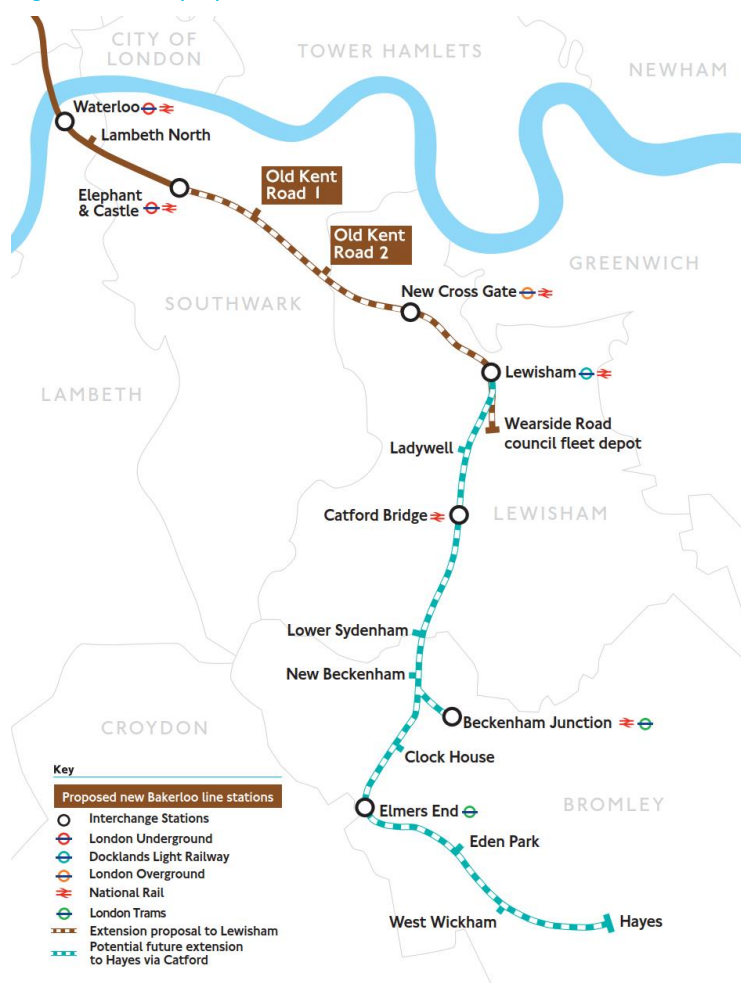 CITY OF
LONDON
TOWER HAMLETS
NEWHAM
Waterloo
Lambeth North
Elephant
& Castle
Old Kent
Road 1
Old Kent
Road 2
GREENWICH
New Cross Gate
SOUTHWARK
Lewisham
LAMBETH
Wearside Road
council fleet depot
Ladywell
Catford Bridge
LEWISHAM
Lower Sydenham
New Beckenham
Beckenham Junction
CROYDON
Clock House
Key
Proposed new Bakerloo line stations
Interchange Stations
London Underground
Docklands Light Railway
London Overground
National Rail
London Trams
Extension proposal to Lewisham
Potential future extension
to Hayes via Catford
Elmers End
BROMLEY
Eden Park
West Wickham
Hayes